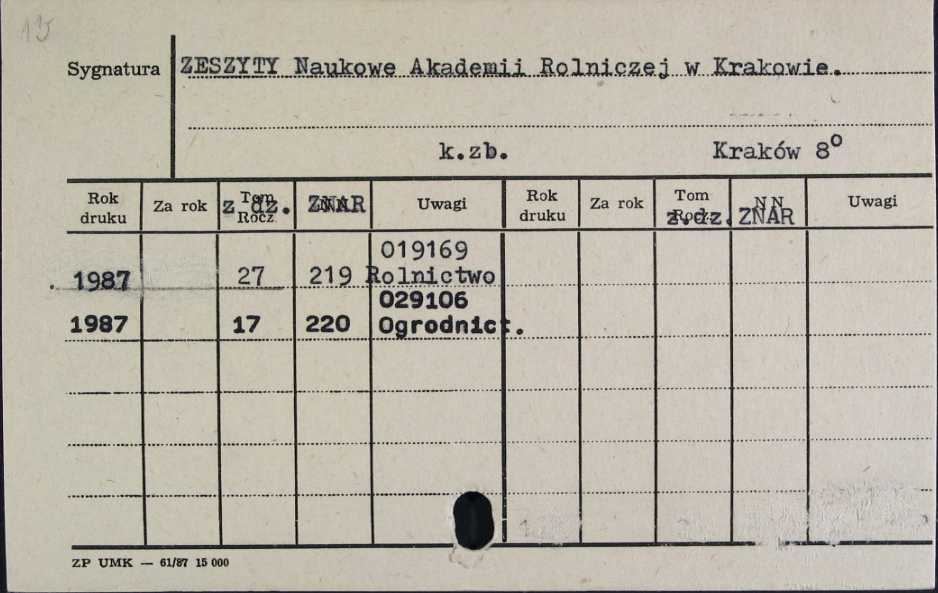 15
Sygnatura ZESZYTY Naukowe Akademii Rolniczej w Krakowie.
k.zb. Kraków 8o
Rok druku Za rok Tom Rocz z dz. ZNAR Uwagi Rok druku Za rok Tom Rocz. z.dz. NN ZNAR Uwagi
019169
1987 27 219 Rolnictwo
029106
1987 17 220 Ogrodnict.
ZP UMK — 61/87 15 000